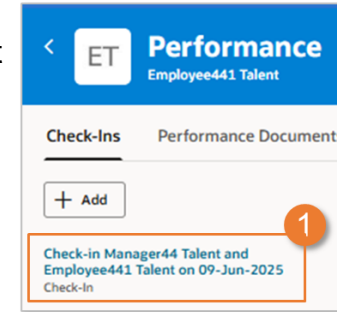 ET
Performance
Employee441 Talent
Check-Ins Performance Document
+ Add
1
Check-in Manager44 Talent and
Employee441 Talent on 09-Jun-2025
Check-In